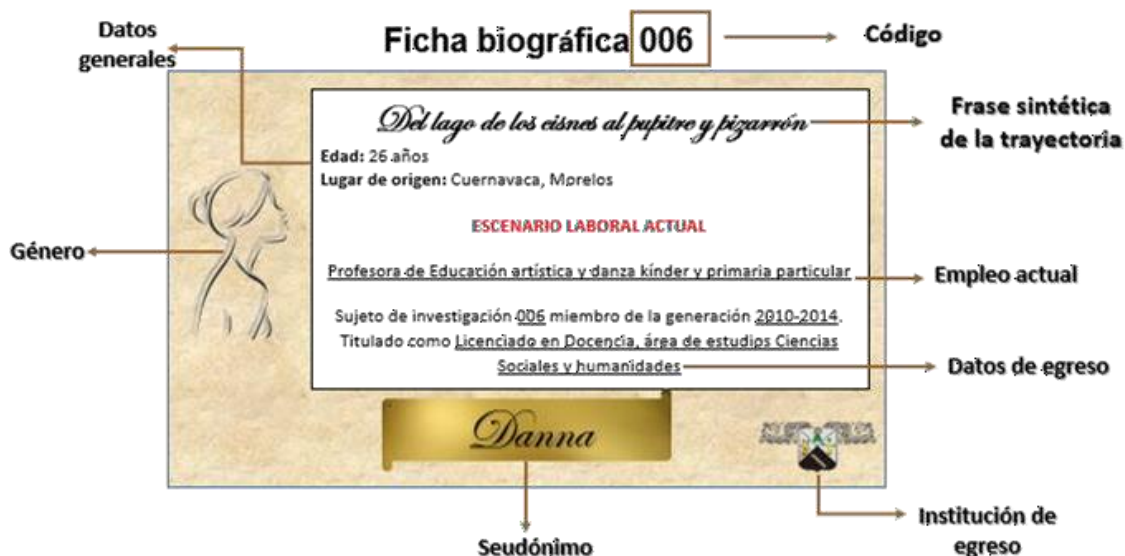 Datos
generales
Ficha biográfica 006
Código
Del lago de los cisnes al pupitre y pizarrón
Frase sintética
de la trayectoria
Edad: 26 años
Lugar de origen: Cuernavaca, Morelos
ESCENARIO LABORAL ACTUAL
Género
Profesora de Educación artística y danza kínder y primaria particular
Empleo actual
Sujeto de investigación 006 miembro de la generación 2010-2014.
Titulado como Licenciado en Docencia, área de estudios Ciencias
Sociales y humanidades
Datos de egreso
Danna
Seudónimo
Institución de
egreso